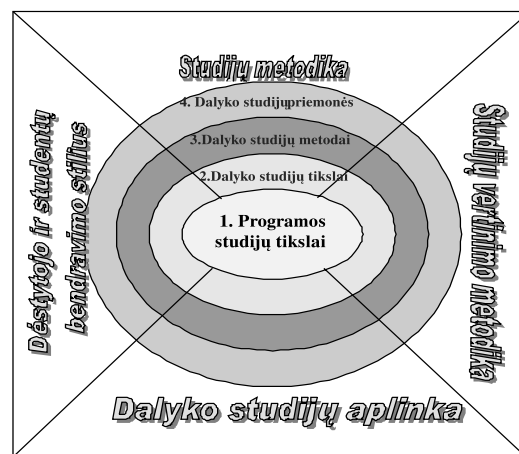 Studijų metodika
4. Dalyko studijųpriemonės
3.Dalyko studijų metodai
2.Dalyko studijų tikslai
1. Programos
studijų tikslai
Dėstytojo ir studentų
bendravimo stilius
Studijų vertinimo metodika
Dalyko studijų aplinka